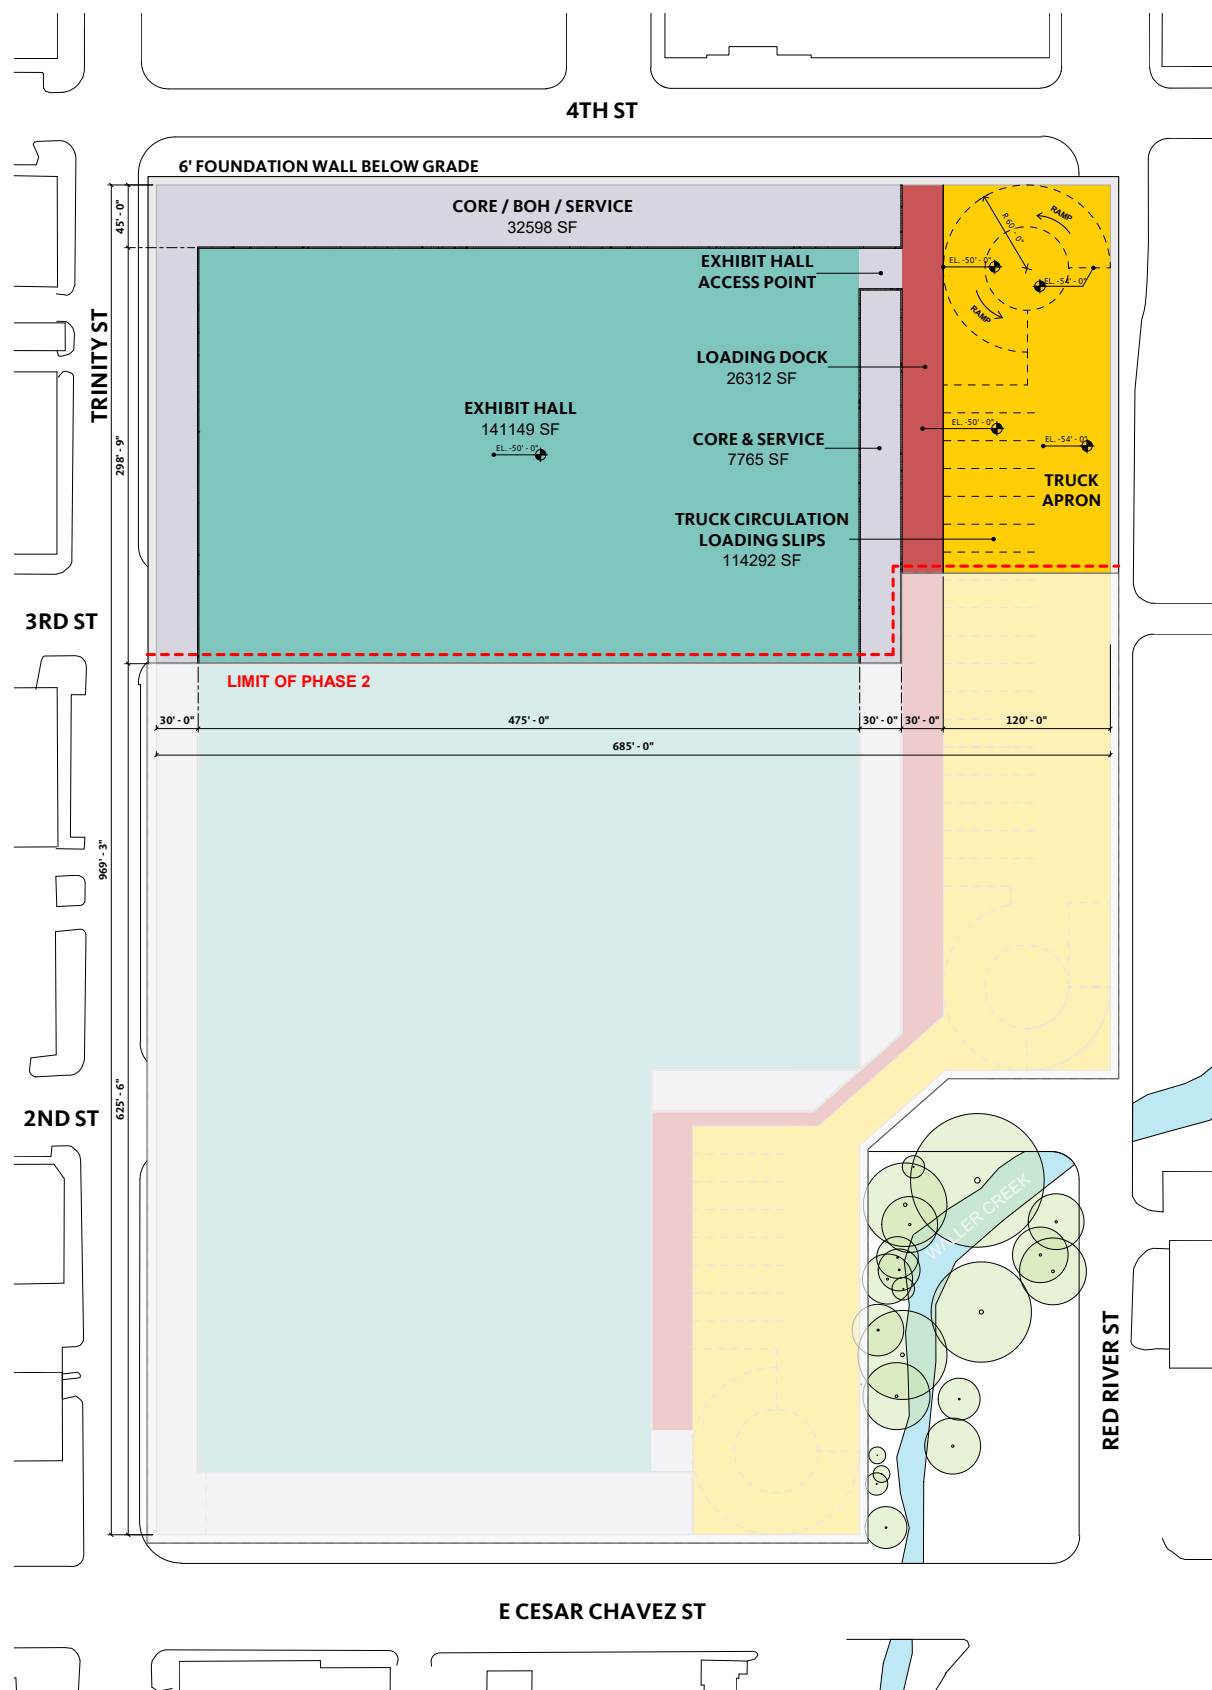 4TH ST
6' FOUNDATION WALL BELOW GRADE
45' - 0"
CORE / BOH / SERVICE
32598 SF
R 60' - 0"
RAMP
EXHIBIT HALL
ACCESS POINT
EL. -50' - 0"
EL. -54' - 0"
RAMP
TRINITY ST
LOADING DOCK
26312 SF
EXHIBIT HALL
141149 SF
EL. -50' - 0"
298' - 9"
CORE & SERVICE
7765 SF
EL. -50' - 0"
EL. -54' - 0"
TRUCK
APRON
TRUCK CIRCULATION
LOADING SLIPS
114292 SF
3RD ST
LIMIT OF PHASE 2
30' - 0"
475' - 0"
30' - 0"
30' - 0"
120' - 0"
685' - 0"
969' - 3"
625' - 6"
2ND ST
WALLER CREEK
RED RIVER ST
E CESAR CHAVEZ ST